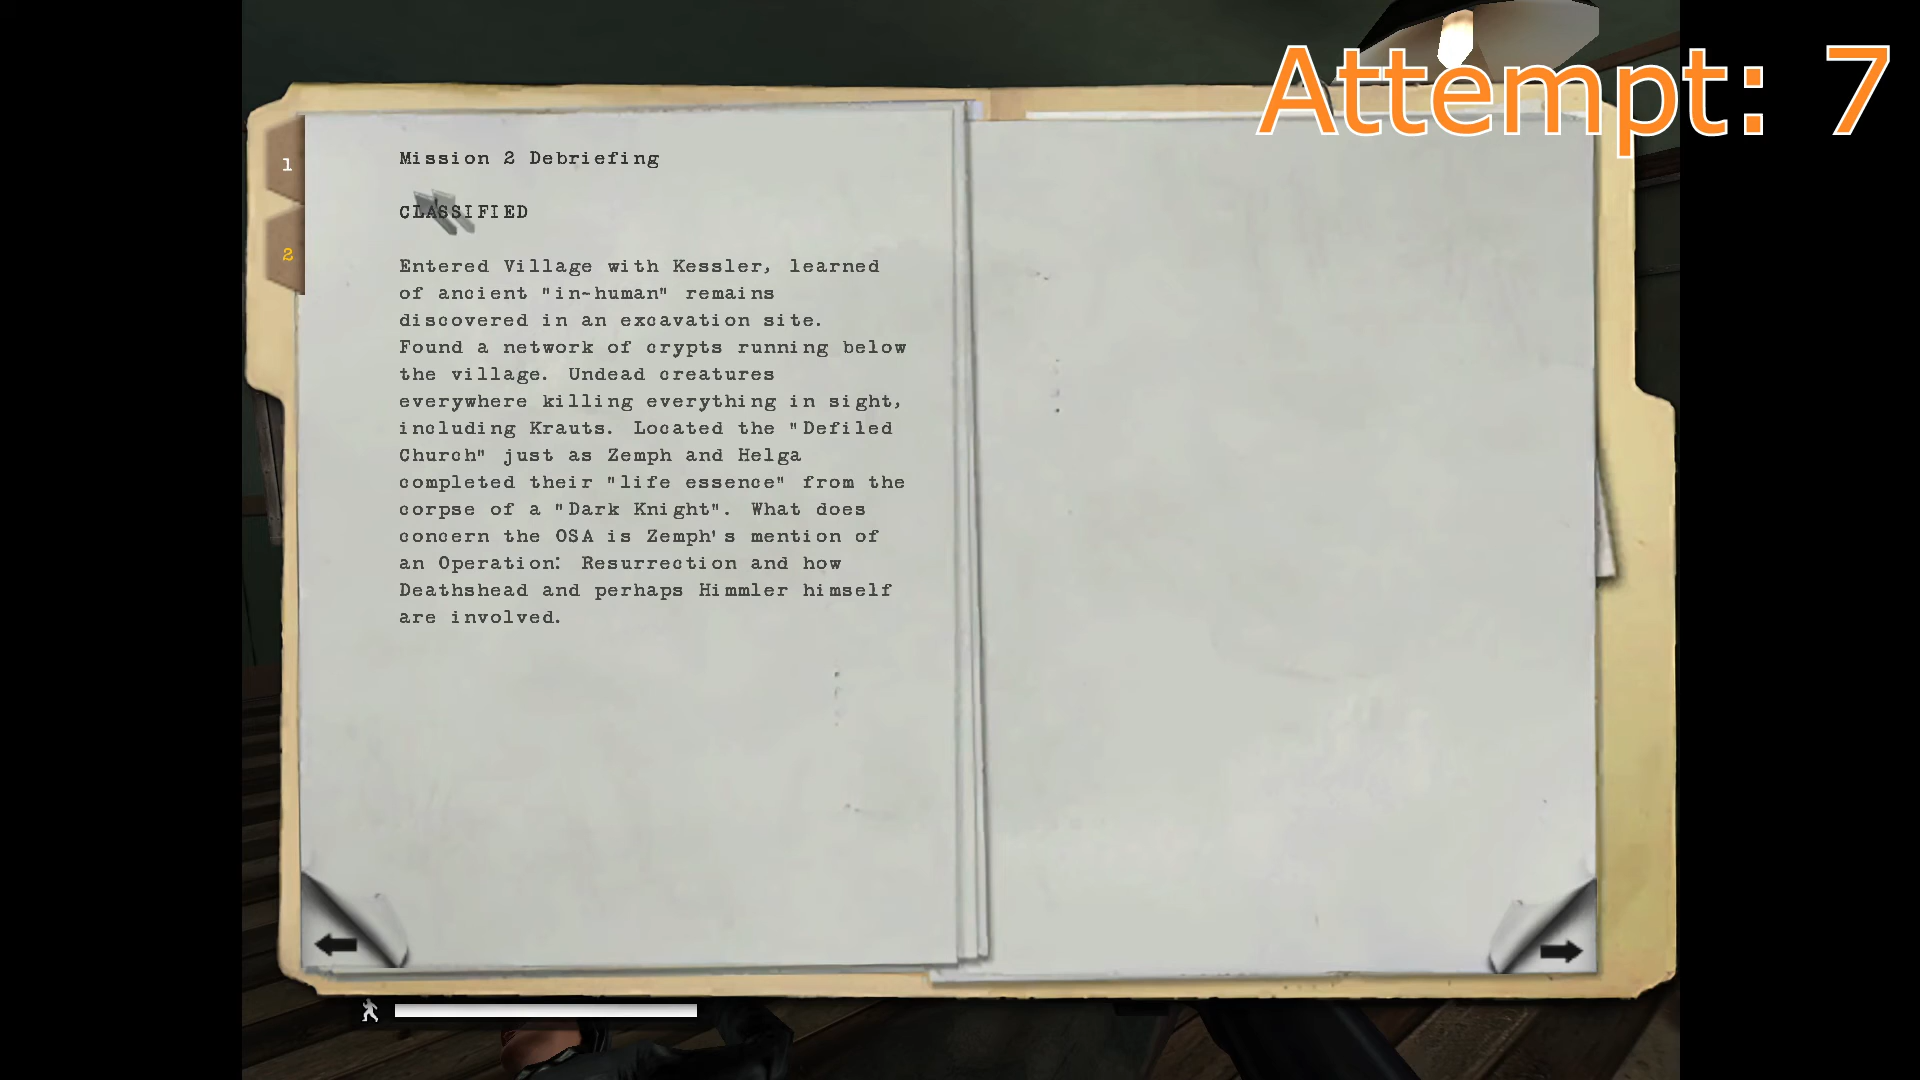 Attempt: 7
1
2
Mission 2 Debriefing
CLASSIFIED
Entered Village with Kessler, learned
of ancient "in-human" remains
discovered in an excavation site.
Found a network of crypts running below
the village. Undead creatures
everywhere killing everything in sight,
including Krauts. Located the "Defiled
Church" just as Zemph and Helga
completed their "life essence" from the
corpse of a "Dark Knight". What does
concern the OSA is Zemph's mention of
an Operation: Resurrection and how
Deathshead and perhaps Himmler himself
are involved.